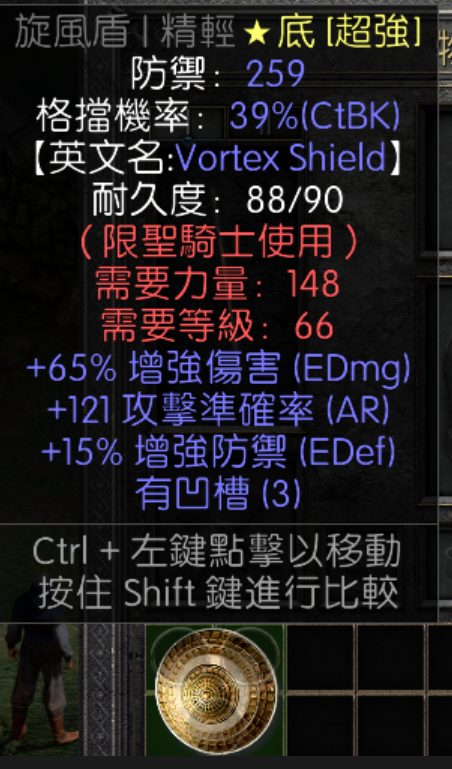 旋風盾 | 精輕★底 [超強]
防禦: 259
格擋機率: 39%(CtBK)
【英文名:Vortex Shield】
耐久度: 88/90
( 限聖騎士使用 )
需要力量: 148
需要等級: 66
+65% 增強傷害 (EDmg)
+121 攻擊準確率 (AR)
+15% 增強防禦 (EDef)
有凹槽 (3)
Ctrl + 左鍵點擊以移動
按住 Shift 鍵進行比較